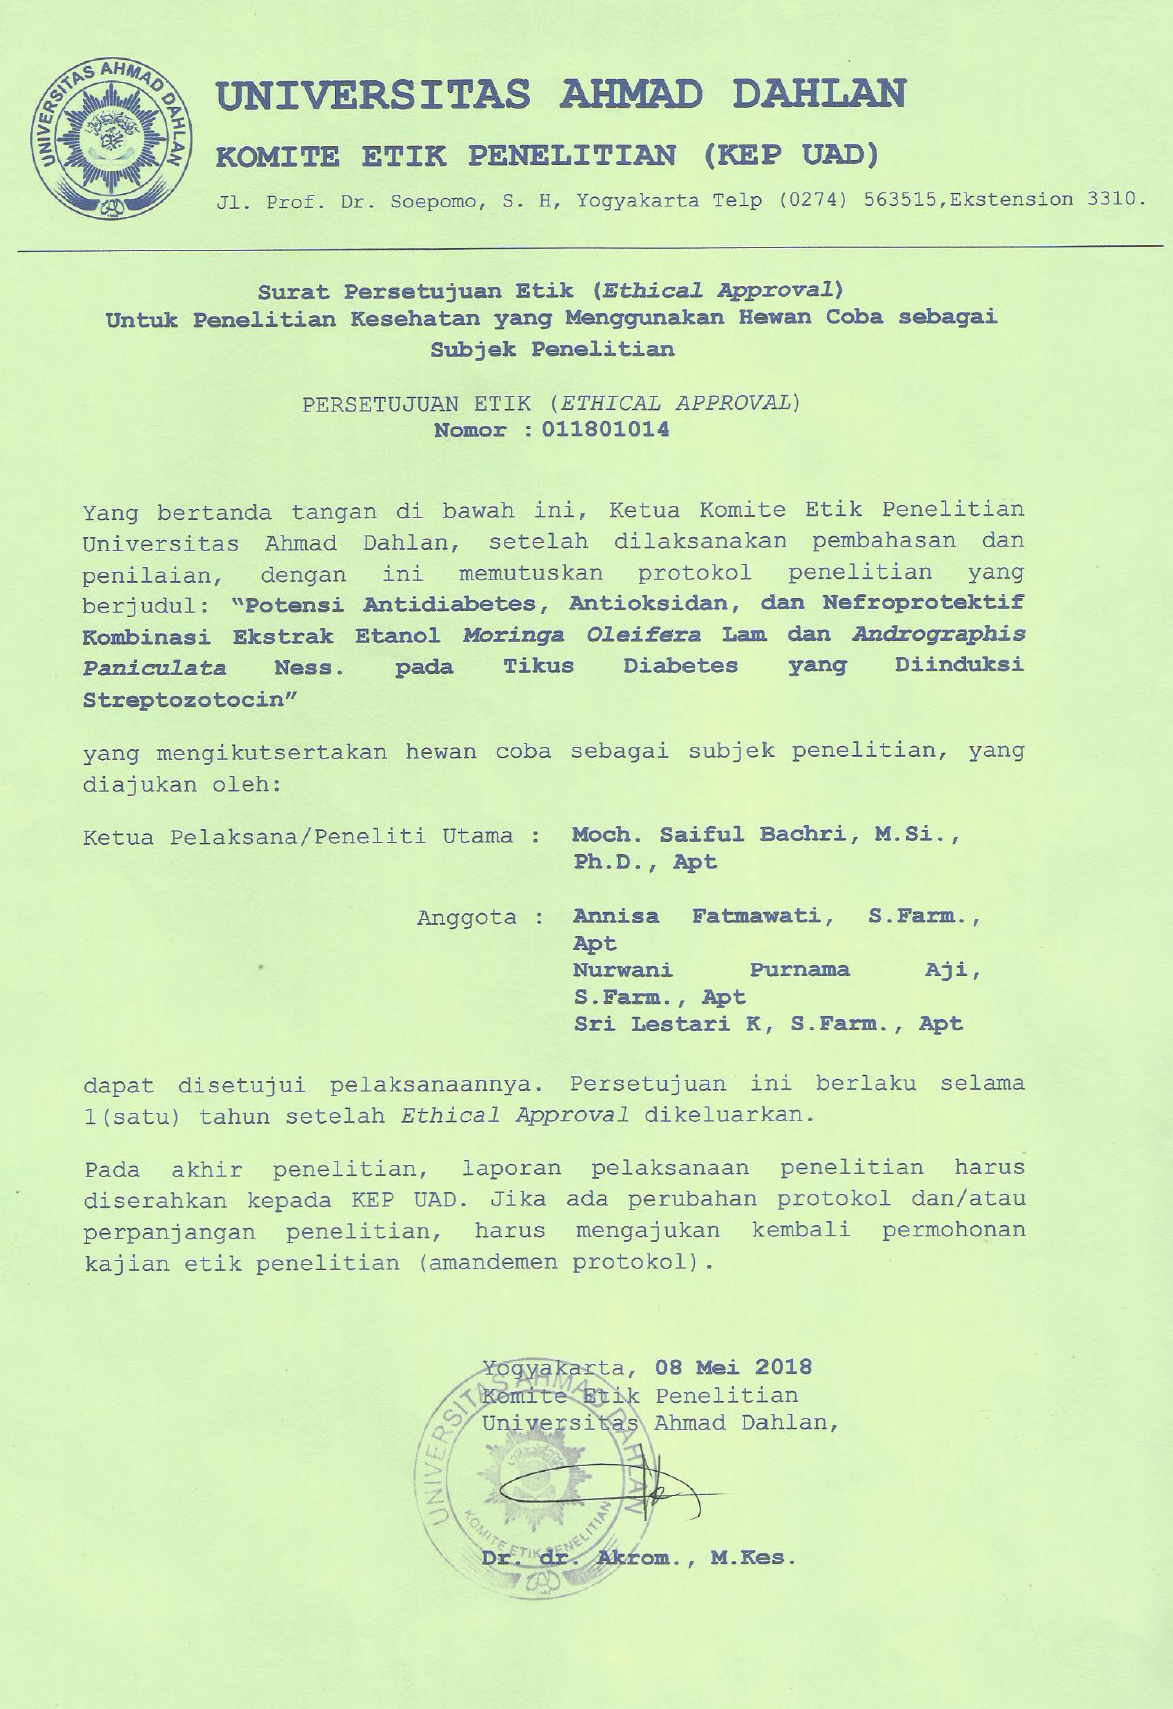 UNIVERSITAS AHMAD DAHLAN
UNIVERSITAS AHMAD DAHLAN
KOMITE ETIK PENELITIAN (KEP UAD)
Jl. Prof. Dr. Soepomo, S. H, Yogyakarta Telp (0274) 563515,Ekstension 3310.
Surat Persetujuan Etik (Ethical Approval)
Untuk Penelitian Kesehatan yang Menggunakan Hewan Coba sebagai
Subjek Penelitian
PERSETUJUAN ETIK (ETHICAL APPROVAL)
Nomor : 011801014
Yang bertanda tangan di bawah ini, Ketua Komite Etik Penelitian
Universitas Ahmad Dahlan, setelah dilaksanakan pembahasan dan
penilaian, dengan ini memutuskan protokol penelitian yang
berjudul: “Potensi Antidiabetes, Antioksidan, dan Nefroprotektif
Kombinasi Ekstrak Etanol Moringa Oleifera Lam dan Andrographis
Paniculata Ness. pada Tikus Diabetes yang Diinduksi
Streptozotocin”
yang mengikutsertakan hewan coba sebagai subjek penelitian, yang
diajukan oleh:
Ketua Pelaksana/Peneliti Utama : Moch. Saiful Bachri, M.Si.,
Ph.D., Apt
Anggota : Annisa Fatmawati, S.Farm.,
Apt
Nurwani Purnama Aji,
S.Farm., Apt
Sri Lestari K, S.Farm., Apt
dapat disetujui pelaksanaannya. Persetujuan ini berlaku selama
1(satu) tahun setelah Ethical Approval dikeluarkan.
Pada akhir penelitian, laporan pelaksanaan penelitian harus
diserahkan kepada KEP UAD. Jika ada perubahan protokol dan/atau
perpanjangan penelitian, harus mengajukan kembali permohonan
kajian etik penelitian (amandemen protokol).
Yogyakarta, 08 Mei 2018
Komite Etik Penelitian
Universitas Ahmad Dahlan,
UNIVERSITAS AHMAD DAHLAN
KOMITE ETIK PENELITIAN
Dr. dr. Akrom., M.Kes.